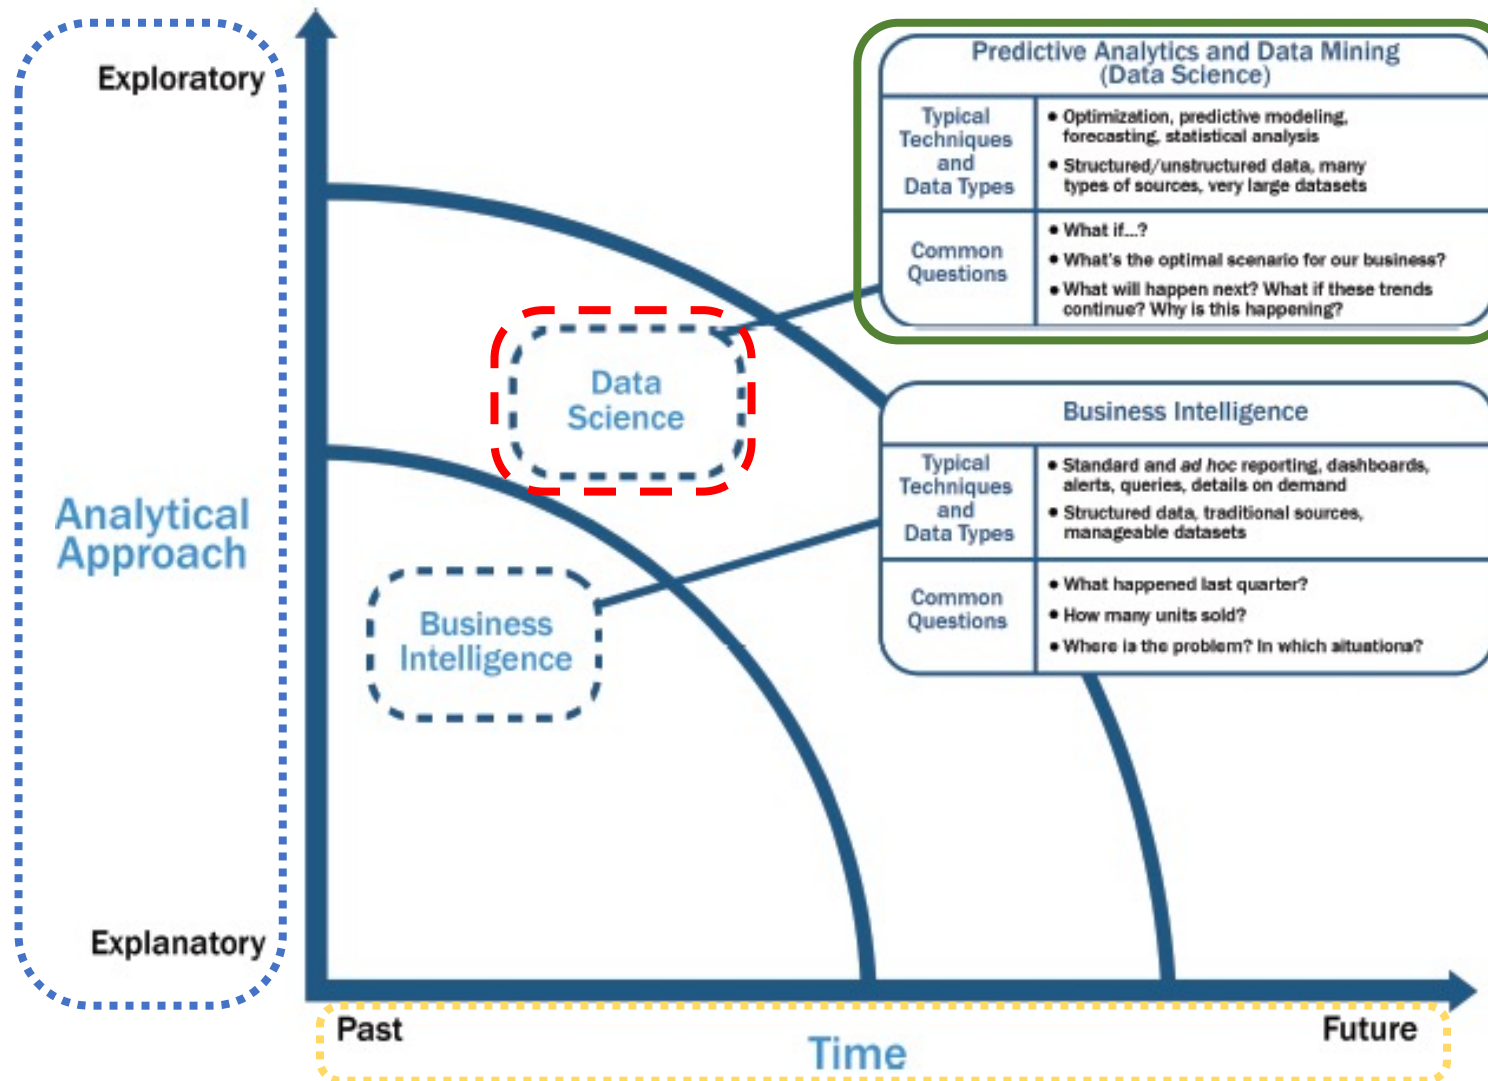 Exploratory
Analytical
Approach
Explanatory
Past
Time
Future
Data
Science
Business
Intelligence
Predictive Analytics and Data Mining
(Data Science)
Typical
Techniques
and
Data Types
• Optimization, predictive modeling,
forecasting, statistical analysis
• Structured/unstructured data, many
types of sources, very large datasets
Common
Questions
• What if...?
• What's the optimal scenario for our business?
• What will happen next? What if these trends
continue? Why is this happening?
Business Intelligence
Typical
Techniques
and
Data Types
• Standard and ad hoc reporting, dashboards,
alerts, queries, details on demand
• Structured data, traditional sources,
manageable datasets
Common
Questions
• What happened last quarter?
• How many units sold?
• Where is the problem? In which situations?